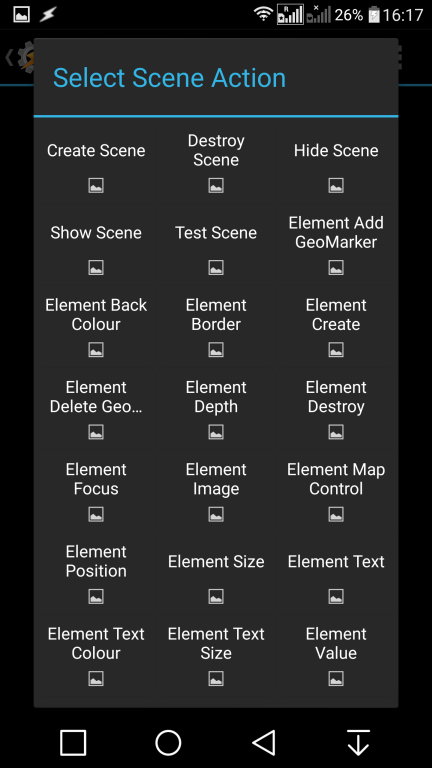 26% 16:17
Select Scene Action
Create Scene
Destroy
Scene
Hide Scene
Show Scene
Test Scene
Element Add
GeoMarker
Element Back
Colour
Element
Border
Element
Create
Element
Delete Geo...
Element
Depth
Element
Destroy
Element
Focus
Element
Image
Element Map
Control
Element
Position
Element Size
Element Text
Element Text
Colour
Element Text
Size
Element
Value